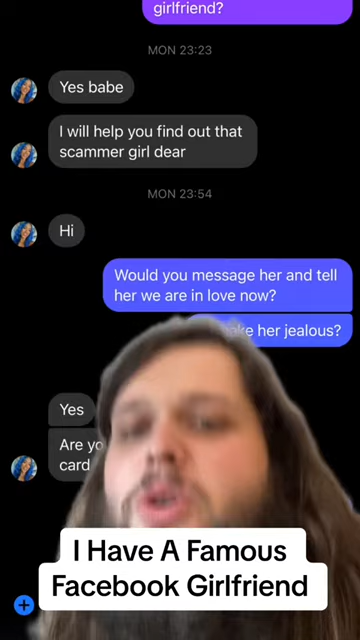 girlfriend?
MON 23:23
Yes babe
I will help you find out that
scammer girl dear
MON 23:54
Hi
Would you message her and tell
her we are in love now?
her jealous?
Yes
Are
card
I Have A Famous
Facebook Girlfriend